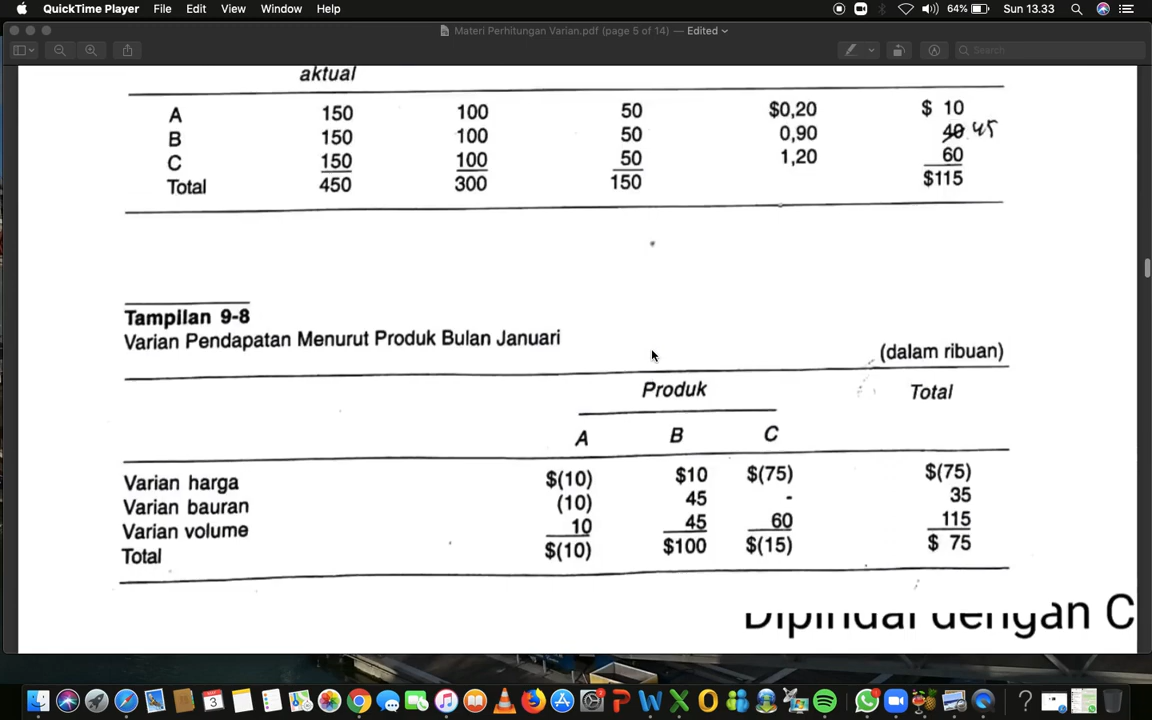 QuickTime Player File Edit View Window Help 64% Sun 13.33
Materi Perhitungan Varian.pdf (page 5 of 14) — Edited
Search
aktual
A 150 100 50 $0,20 $ 10
B 150 100 50 0,90 40 45
C 150 100 50 1,20 60
Total 450 300 150 $115
Tampilan 9-8
Varian Pendapatan Menurut Produk Bulan Januari
(dalam ribuan)
Produk Total
A B C
Varian harga $(10) $10 $(75) $(75)
Varian bauran (10) 45 - 35
Varian volume 10 45 60 115
Total $(10) $100 $(15) $ 75
Dipindai dengan C
3